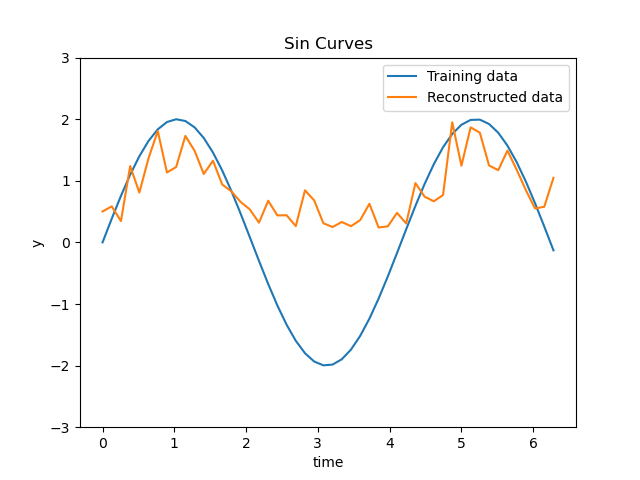 Sin Curves
Training data
Reconstructed data
3
2
1
0
−1
−2
−3
y
0 1 2 3 4 5 6
time